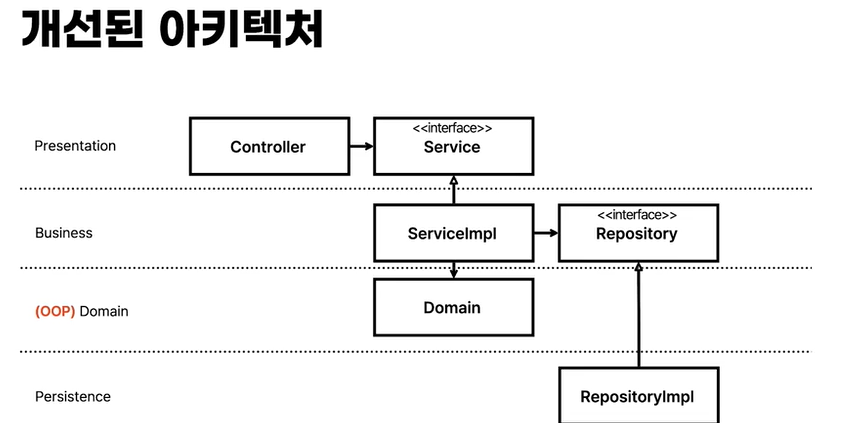 개선된 아키텍처
Presentation
Controller
<<interface>>
Service
Business
ServiceImpl
<<interface>>
Repository
(OOP) Domain
Domain
Persistence
RepositoryImpl